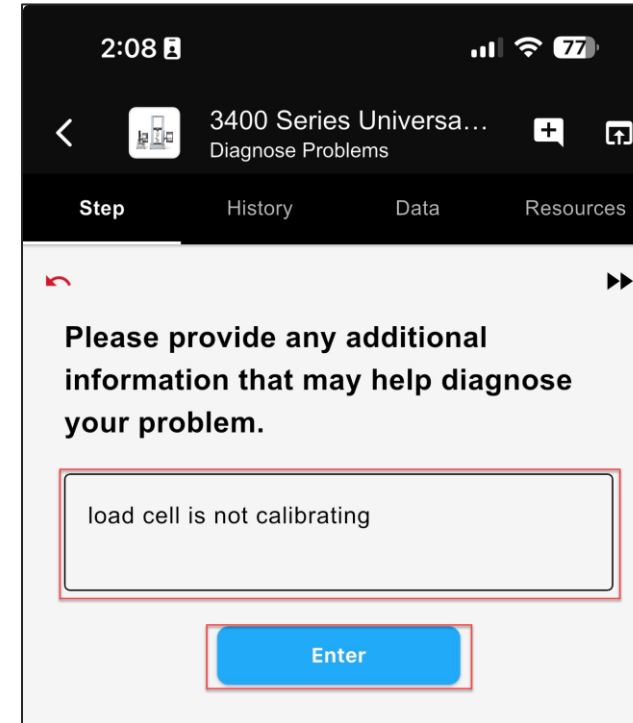 2:08 77
3400 Series Universa...
Diagnose Problems
Step History Data Resources
Please provide any additional
information that may help diagnose
your problem.
load cell is not calibrating
Enter